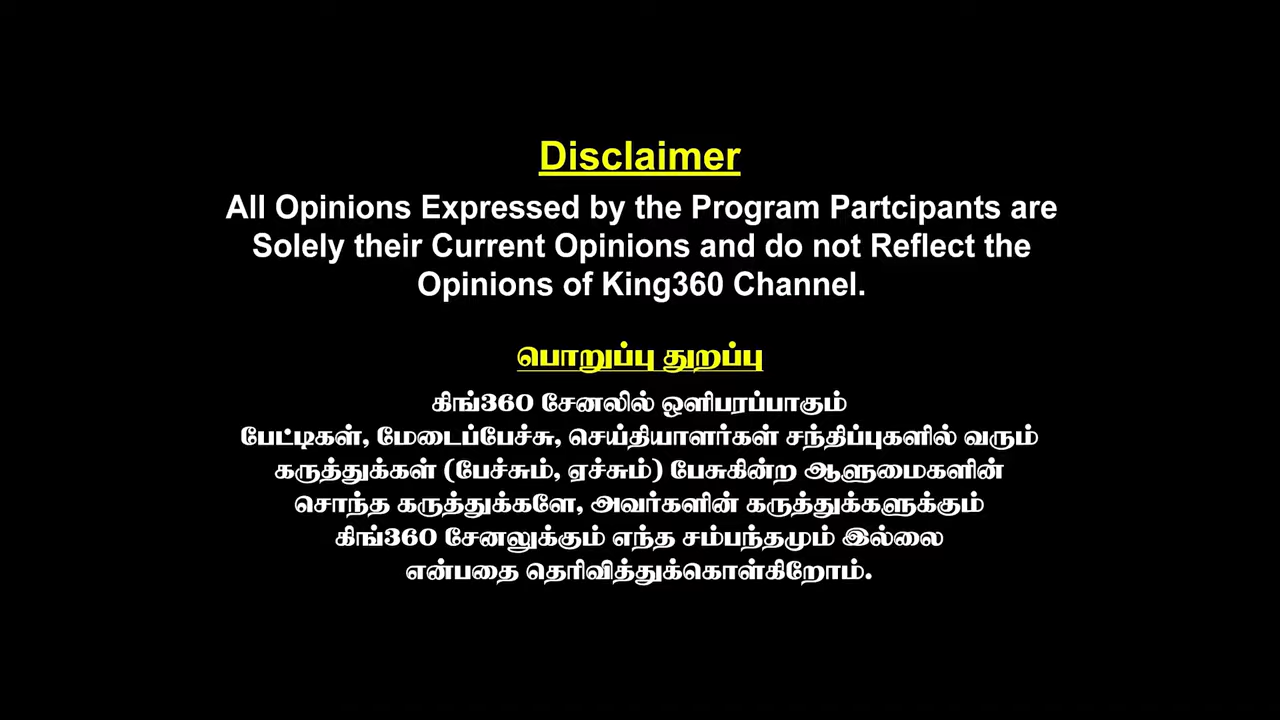 Disclaimer
All Opinions Expressed by the Program Partcipants are
Solely their Current Opinions and do not Reflect the
Opinions of King360 Channel.
பொறுப்பு துறப்பு
கிங்360 சேனலில் ஒளிபரப்பாகும்
பேட்டிகள், மேடைப்பேச்சு, செய்தியாளர்கள் சந்திப்புகளில் வரும்
கருத்துக்கள் (பேச்சும், ஏச்சும்) பேசுகின்ற ஆளுமைகளின்
சொந்த கருத்துக்களே, அவர்களின் கருத்துக்களுக்கும்
கிங்360 சேனலுக்கும் எந்த சம்பந்தமும் இல்லை
என்பதை தெரிவித்துக்கொள்கிறோம்.